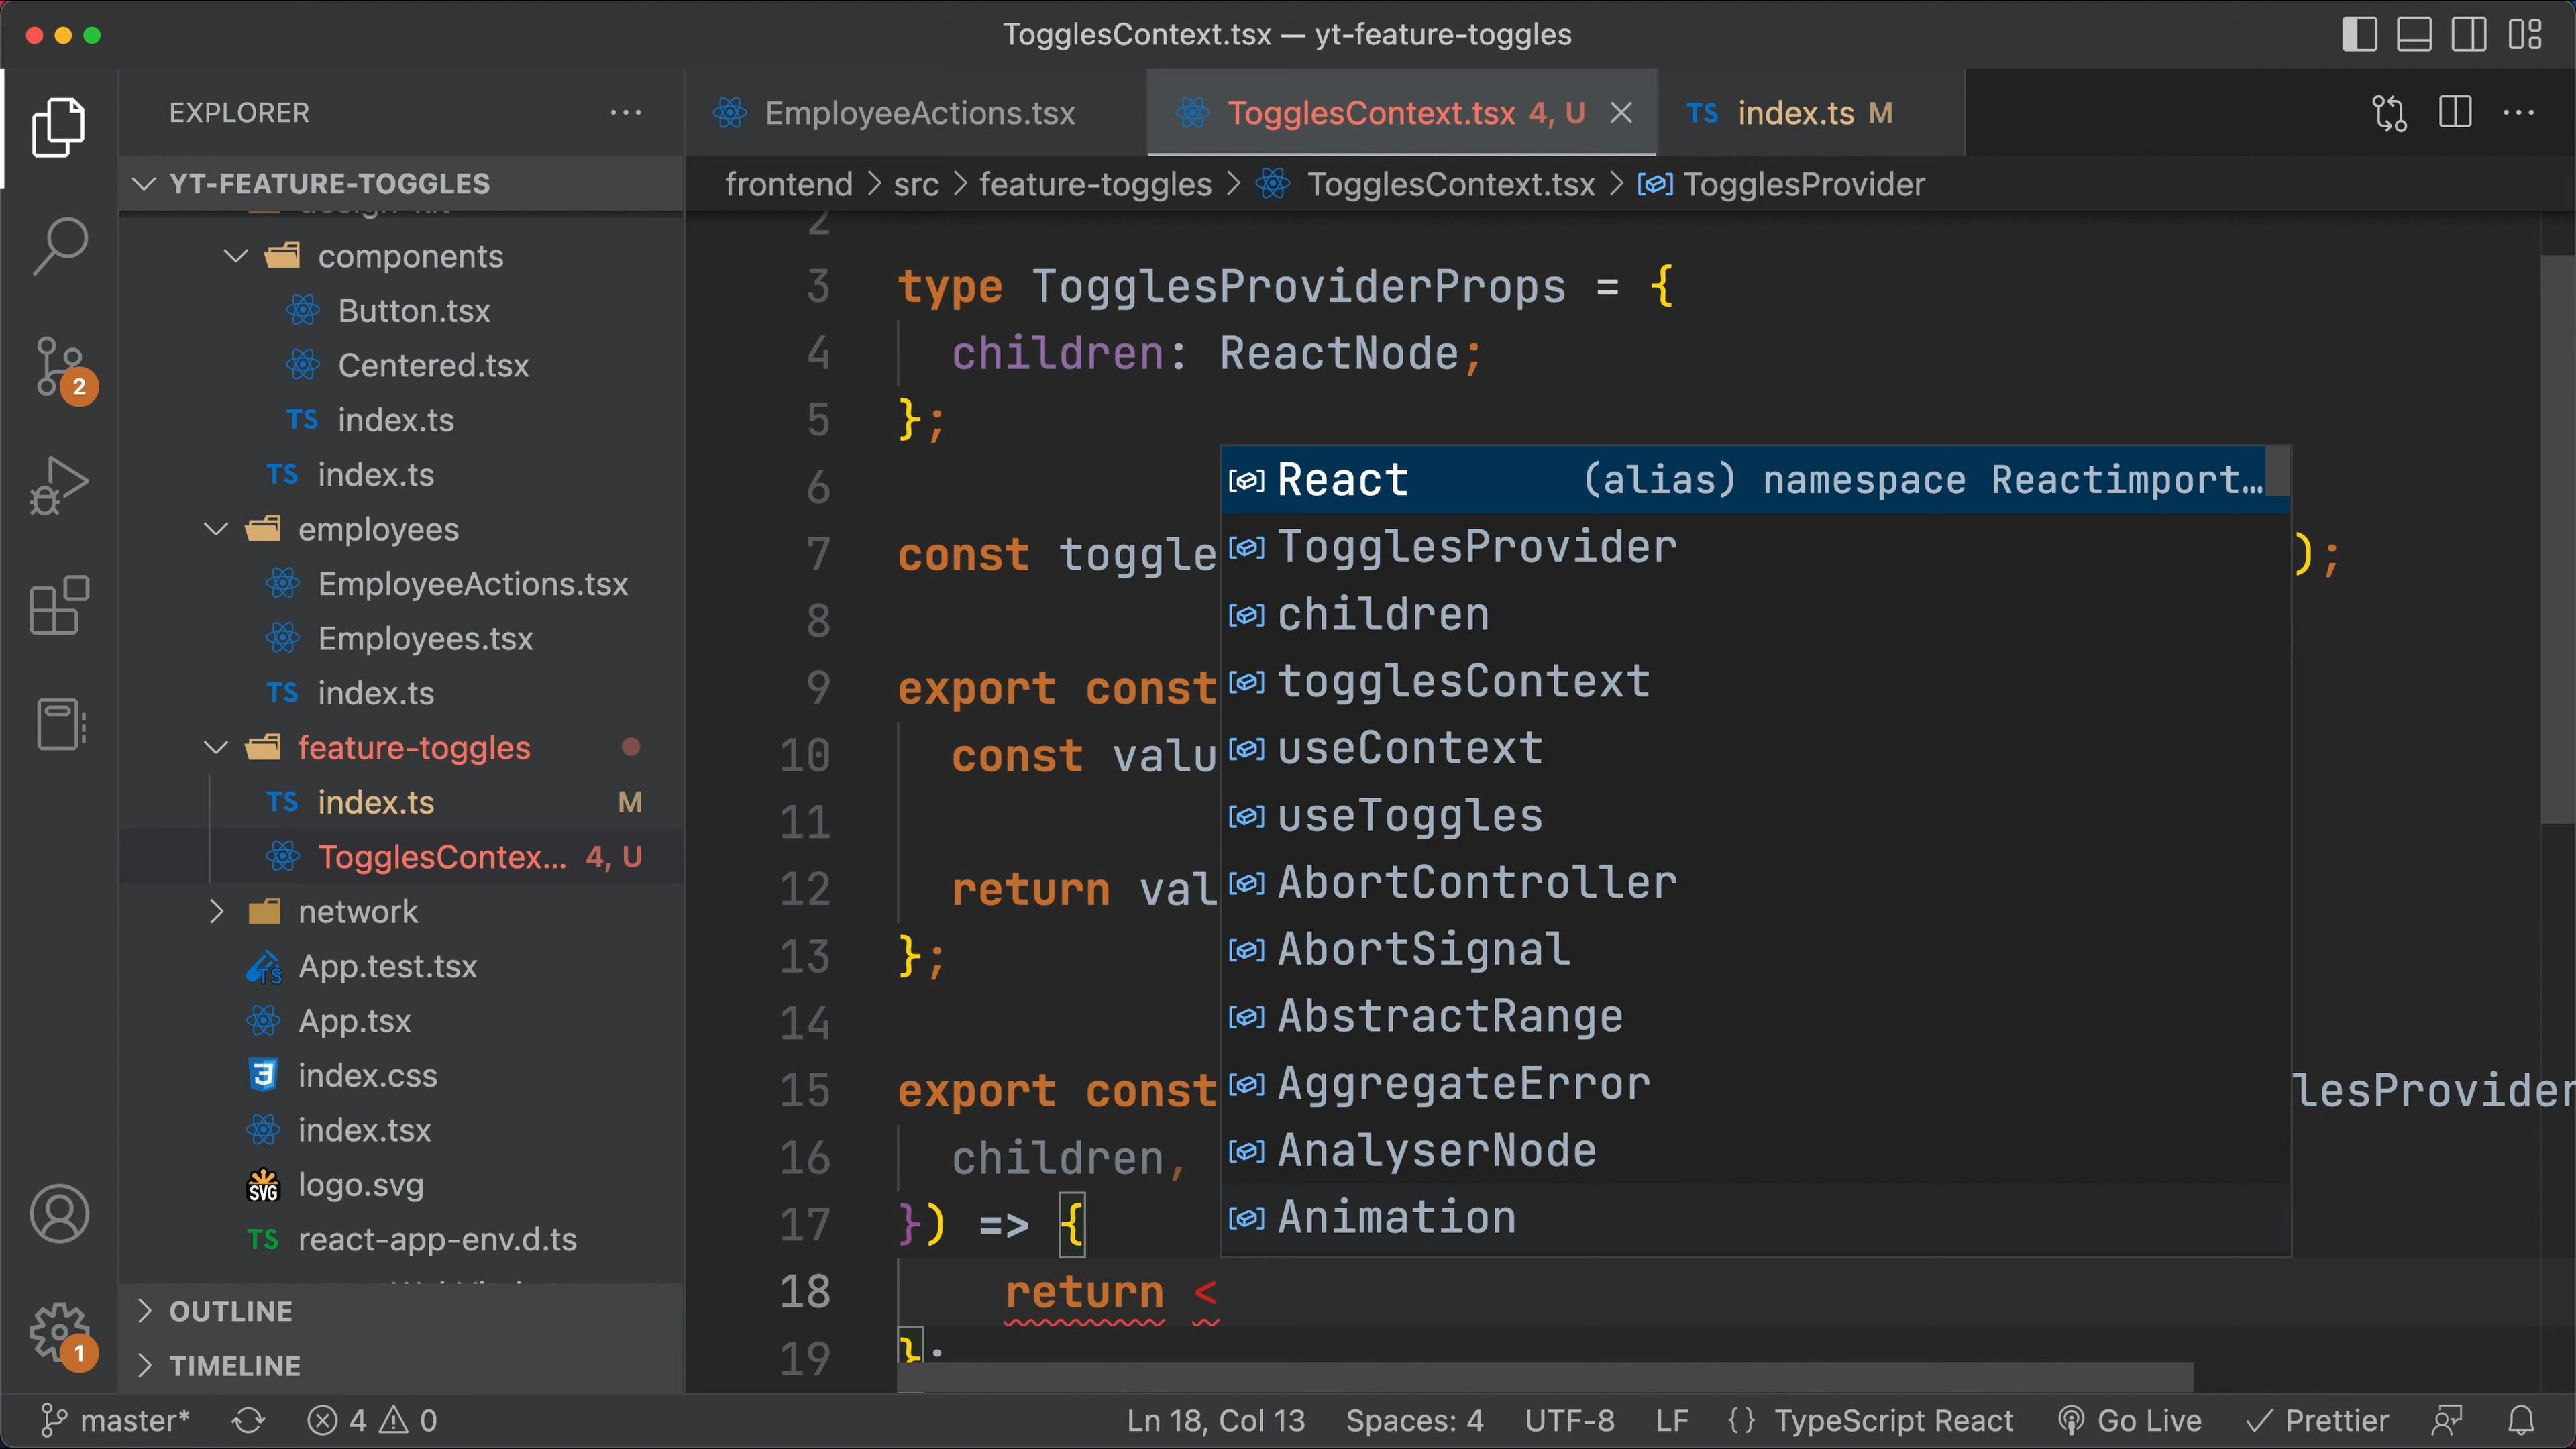 TogglesContext.tsx — yt-feature-toggles
EXPLORER
YT-FEATURE-TOGGLES
components
Button.tsx
Centered.tsx
TS index.ts
TS index.ts
employees
EmployeeActions.tsx
Employees.tsx
TS index.ts
feature-toggles
TS index.ts M
TogglesContex... 4, U
network
App.test.tsx
App.tsx
index.css
index.tsx
SVG logo.svg
TS react-app-env.d.ts
OUTLINE
TIMELINE
2
1
EmployeeActions.tsx
TogglesContext.tsx 4, U
TS index.ts M
frontend > src > feature-toggles > TogglesContext.tsx > TogglesProvider
2
3 type TogglesProviderProps = {
4 children: ReactNode;
5 };
6
7 const toggle );
8
9 export const
10 const valu
11
12 return val
13 };
14
15 export const lesProvider
16 children,
17 }) => {
18 return <
19 };
React (alias) namespace Reactimport…
TogglesProvider
children
togglesContext
useContext
useToggles
AbortController
AbortSignal
AbstractRange
AggregateError
AnalyserNode
Animation
master* 4 0 Ln 18, Col 13 Spaces: 4 UTF-8 LF {} TypeScript React Go Live Prettier